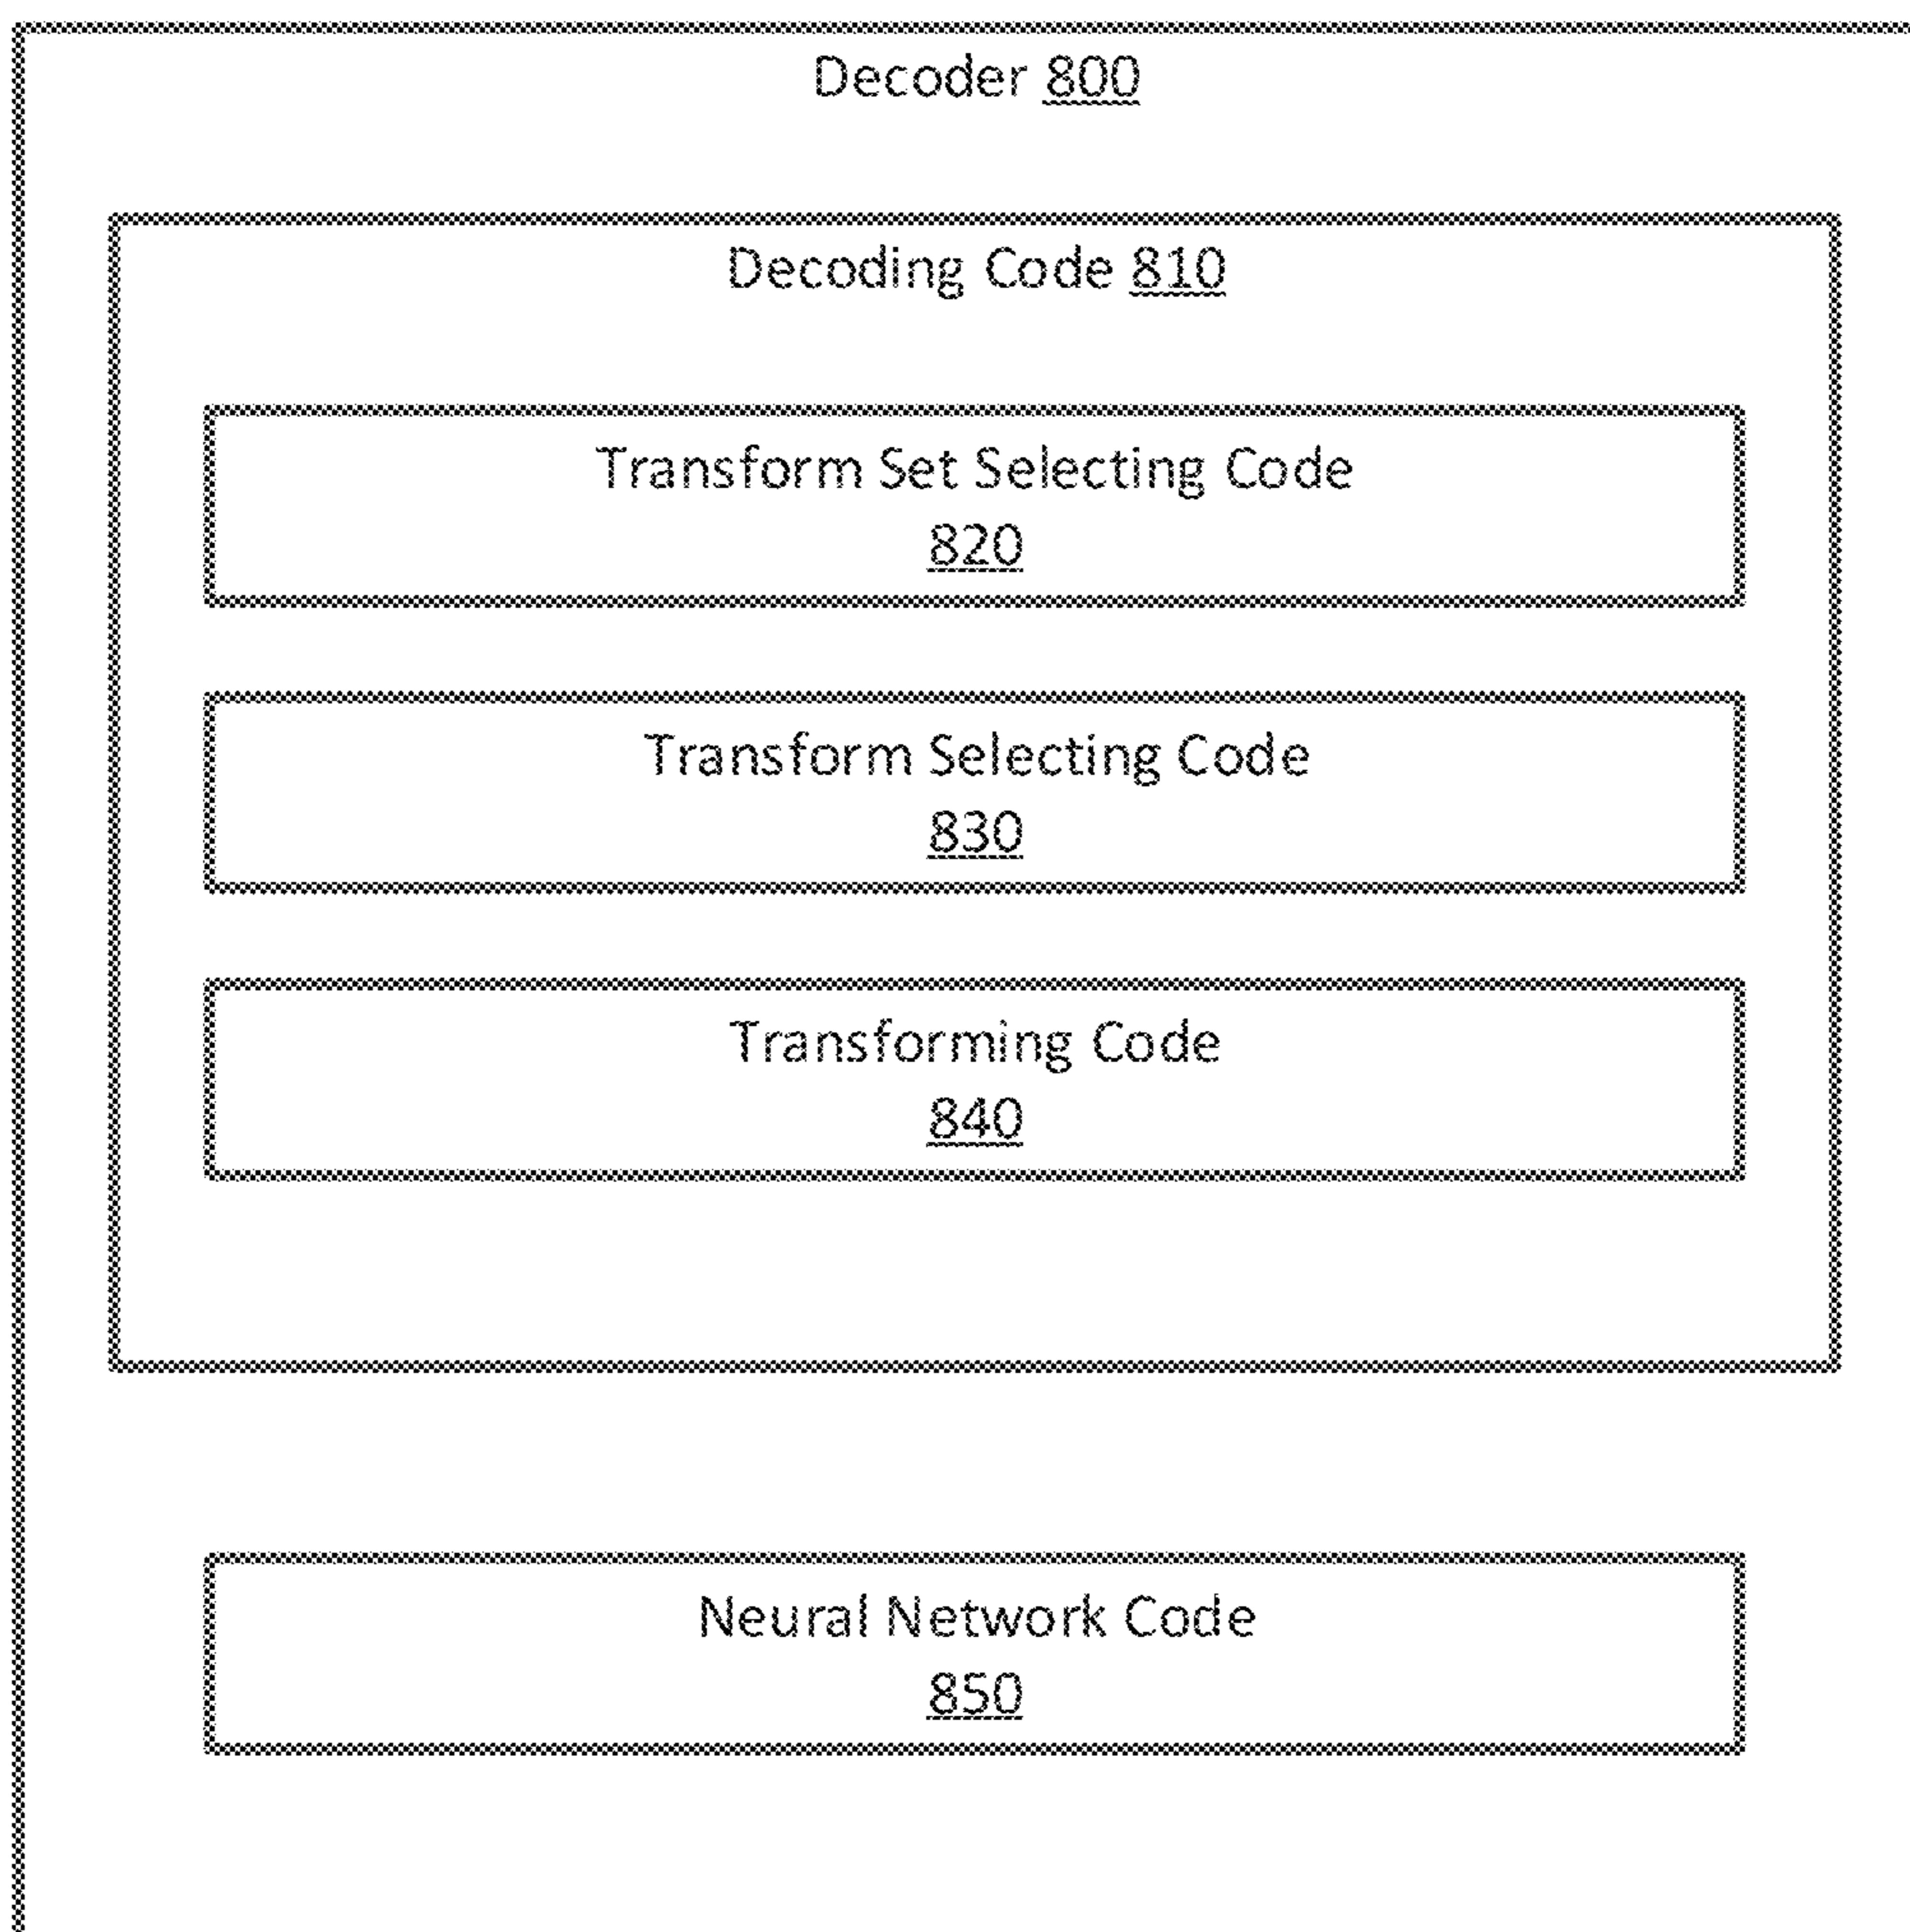 Decoder 800
Decoding Code 810
Transform Set Selecting Code
820
Transform Selecting Code
830
Transforming Code
840
Neural Network Code
850